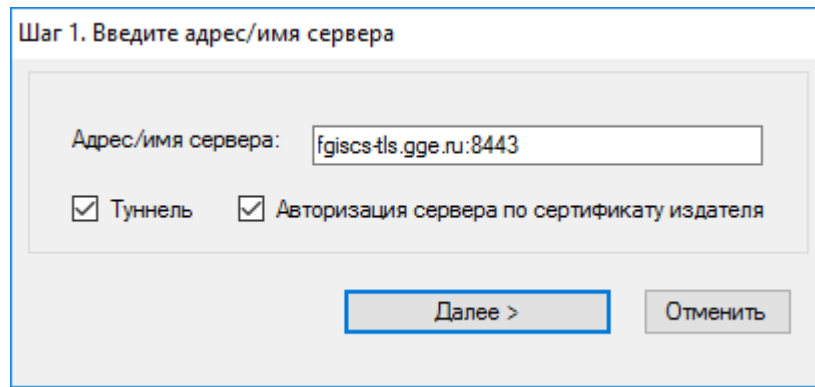 Шаг 1. Введите адрес/имя сервера
Адрес/имя сервера: fgiscs-tls.gge.ru:8443
Туннель Авторизация сервера по сертификату издателя
Далее > Отменить